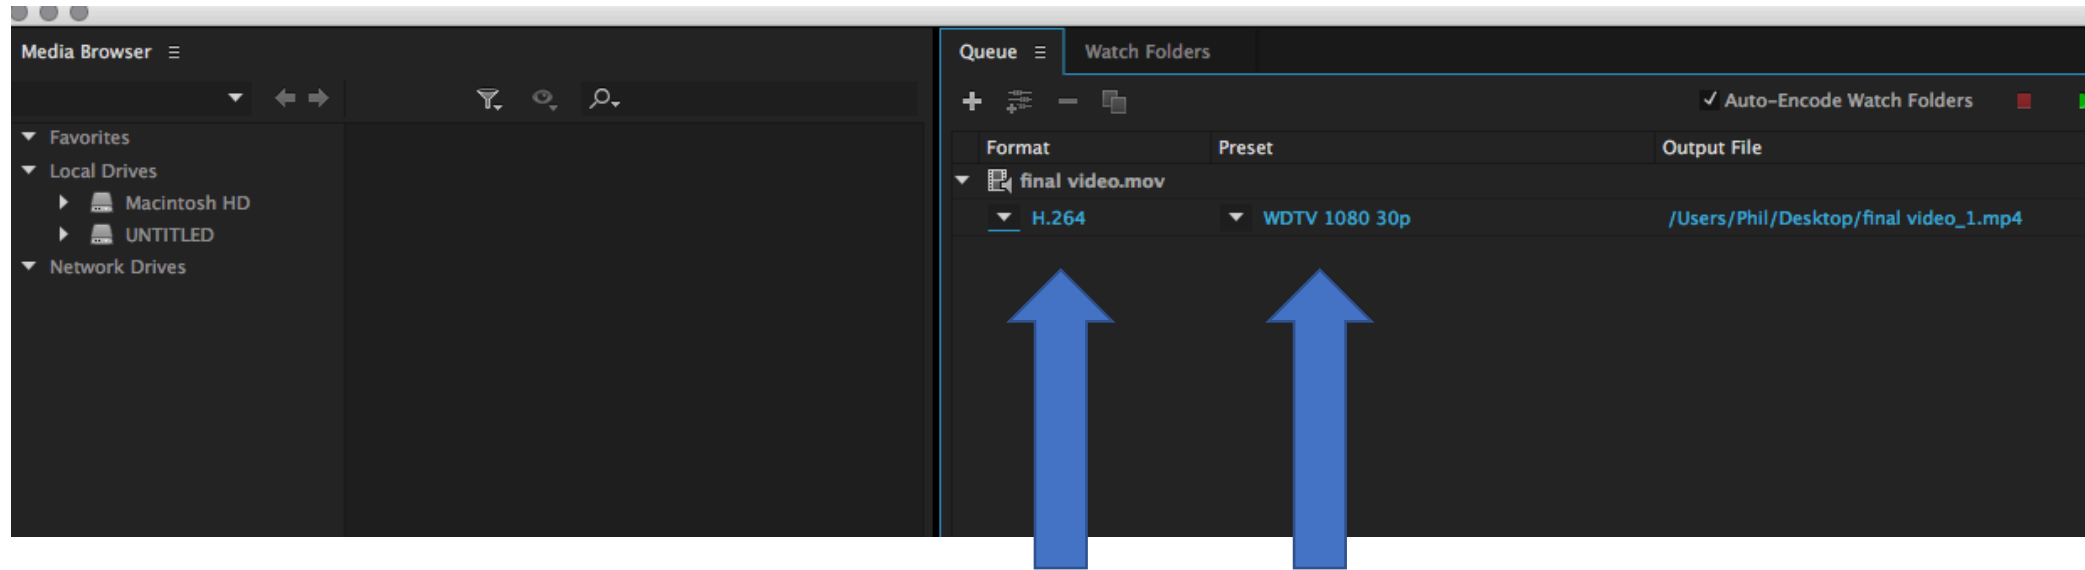 Media Browser
Queue
Watch Folders
Auto-Encode Watch Folders
Favorites
Local Drives
Macintosh HD
UNTITLED
Network Drives
Format Preset Output File
final video.mov
H.264 WDTV 1080 30p /Users/Phil/Desktop/final video_1.mp4